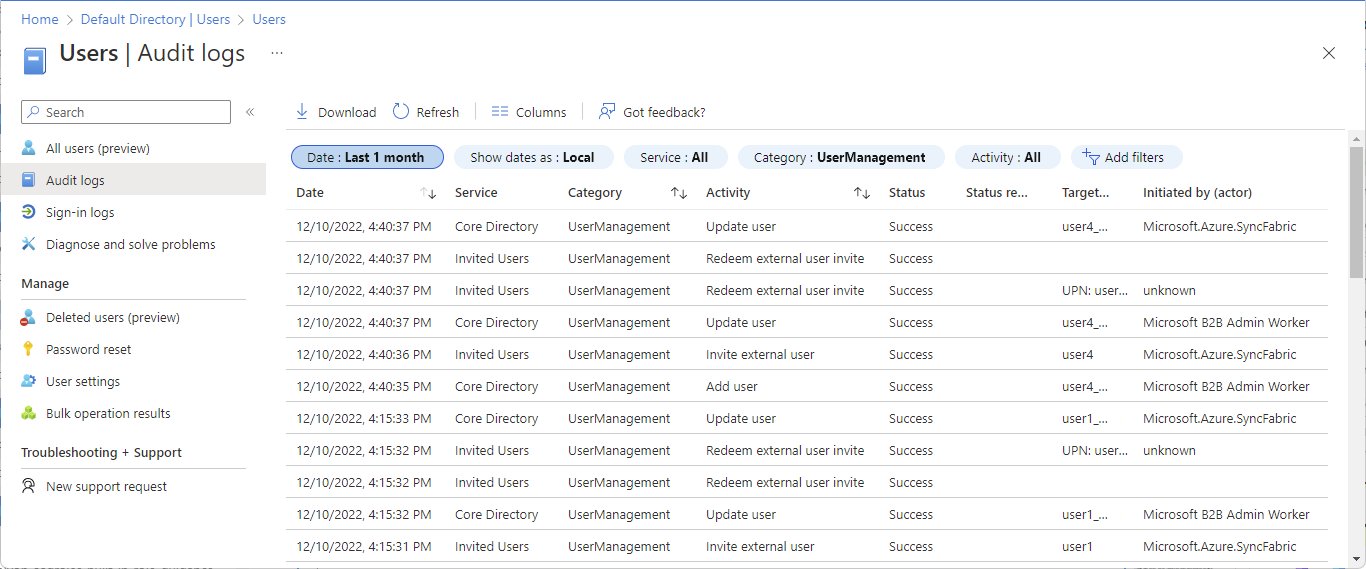 Home > Default Directory | Users > Users
Users | Audit logs ...
Search
«
Download Refresh Columns Got feedback?
All users (preview)
Audit logs
Sign-in logs
Diagnose and solve problems
Manage
Deleted users (preview)
Password reset
User settings
Bulk operation results
Troubleshooting + Support
New support request
Date : Last 1 month Show dates as : Local Service : All Category : UserManagement Activity : All Add filters
Date Service Category Activity Status Status re... Target... Initiated by (actor)
12/10/2022, 4:40:37 PM Core Directory UserManagement Update user Success user4_... Microsoft.Azure.SyncFabric
12/10/2022, 4:40:37 PM Invited Users UserManagement Redeem external user invite Success
12/10/2022, 4:40:37 PM Invited Users UserManagement Redeem external user invite Success UPN: user... unknown
12/10/2022, 4:40:37 PM Core Directory UserManagement Update user Success user4_... Microsoft B2B Admin Worker
12/10/2022, 4:40:36 PM Invited Users UserManagement Invite external user Success user4 Microsoft.Azure.SyncFabric
12/10/2022, 4:40:35 PM Core Directory UserManagement Add user Success user4_... Microsoft B2B Admin Worker
12/10/2022, 4:15:33 PM Core Directory UserManagement Update user Success user1_... Microsoft.Azure.SyncFabric
12/10/2022, 4:15:32 PM Invited Users UserManagement Redeem external user invite Success UPN: user... unknown
12/10/2022, 4:15:32 PM Invited Users UserManagement Redeem external user invite Success
12/10/2022, 4:15:32 PM Core Directory UserManagement Update user Success user1_... Microsoft B2B Admin Worker
12/10/2022, 4:15:31 PM Invited Users UserManagement Invite external user Success user1 Microsoft.Azure.SyncFabric